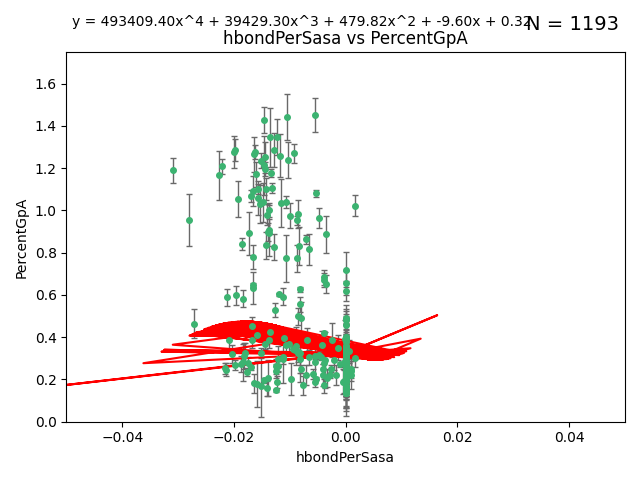 y = 493409.40x^4 + 39429.30x^3 + 479.82x^2 + -9.60x + 0.32
N = 1193
hbondPerSasa vs PercentGpA
1.6
1.4
1.2
1.0
0.8
0.6
0.4
0.2
0.0
PercentGpA
−0.04
−0.02
0.00
0.02
0.04
hbondPerSasa